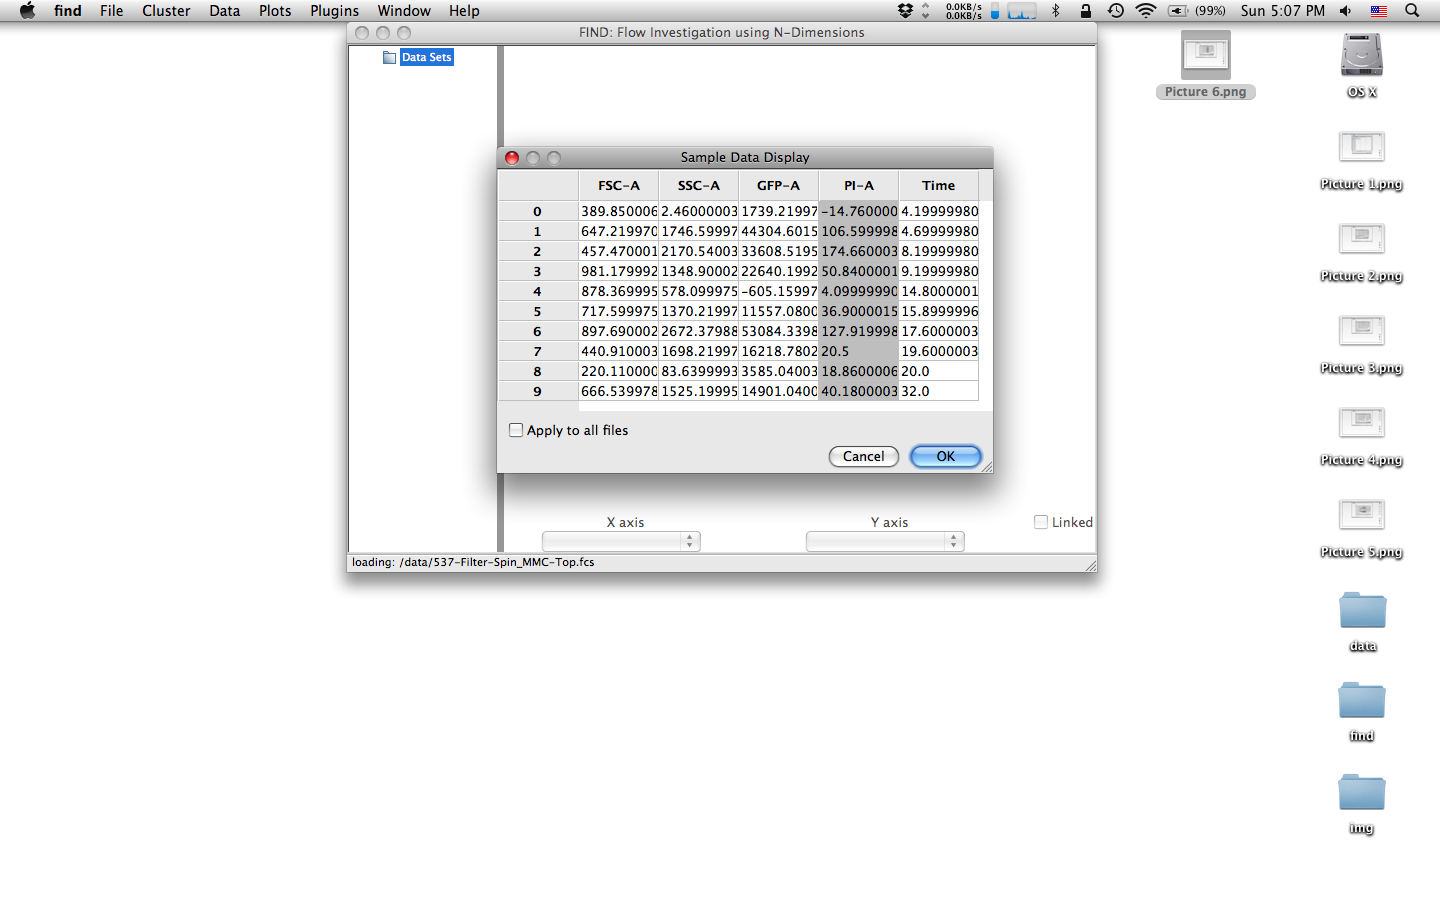 find File Cluster Data Plots Plugins Window Help 0.0KB/s 0.0KB/s (99%) Sun 5:07 PM
FIND: Flow Investigation using N-Dimensions
Data Sets
Sample Data Display
FSC-A SSC-A GFP-A PI-A Time
0 389.850006 2.46000003 1739.21997 -14.760000 4.19999980
1 647.219970 1746.59997 44304.6015 106.599998 4.69999980
2 457.470001 2170.54003 33608.5195 174.660003 8.19999980
3 981.179992 1348.90002 22640.1992 50.8400001 9.19999980
4 878.369995 578.099975 -605.15997 4.09999990 14.8000001
5 717.599975 1370.21997 11557.0800 36.9000015 15.8999996
6 897.690002 2672.37988 53084.3398 127.919998 17.6000003
7 440.910003 1698.21997 16218.7802 20.5 19.6000003
8 220.110000 83.6399993 3585.04003 18.8600006 20.0
9 666.539978 1525.19995 14901.0400 40.1800003 32.0
Apply to all files
Cancel OK
X axis Y axis Linked
loading: /data/537-Filter-Spin_MMC-Top.fcs
Picture 6.png
OS X
Picture 1.png
Picture 2.png
Picture 3.png
Picture 4.png
Picture 5.png
data
find
img